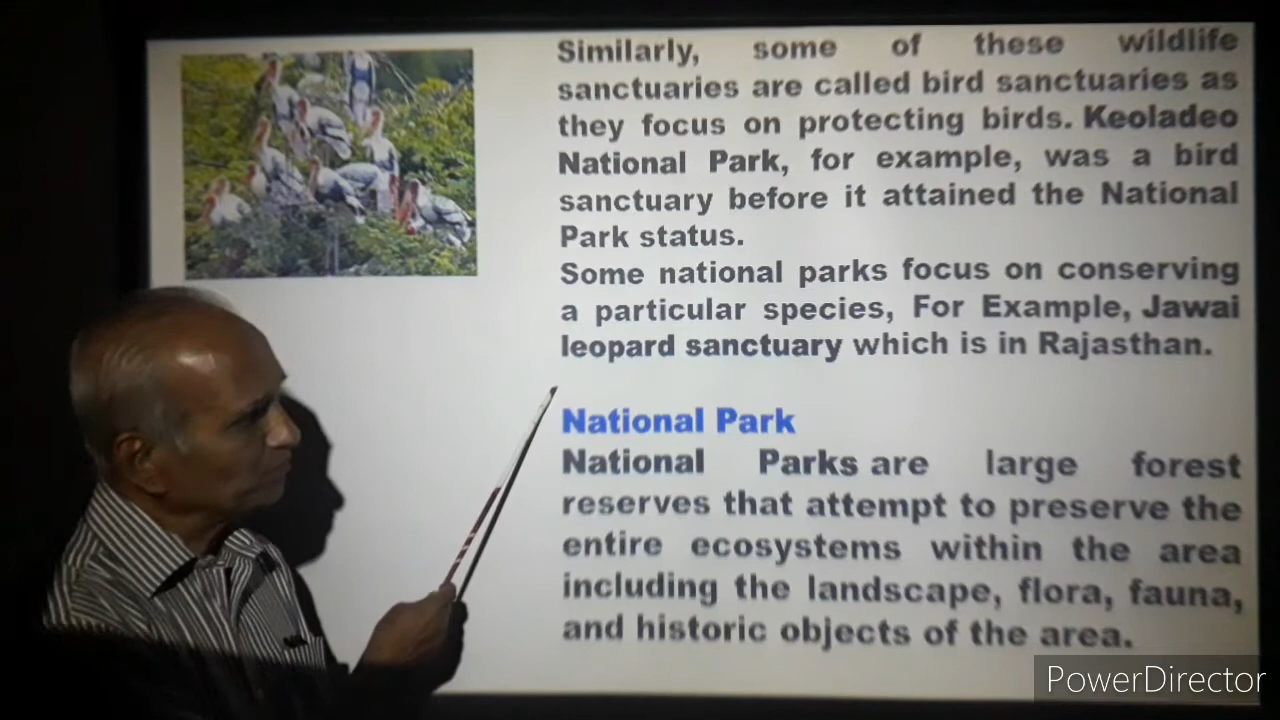 Similarly, some of these wildlife
sanctuaries are called bird sanctuaries as
they focus on protecting birds. Keoladeo
National Park, for example, was a bird
sanctuary before it attained the National
Park status.
Some national parks focus on conserving
a particular species, For Example, Jawai
leopard sanctuary which is in Rajasthan.
National Park
National Parks are large forest
reserves that attempt to preserve the
entire ecosystems within the area
including the landscape, flora, fauna,
and historic objects of the area.
PowerDirector